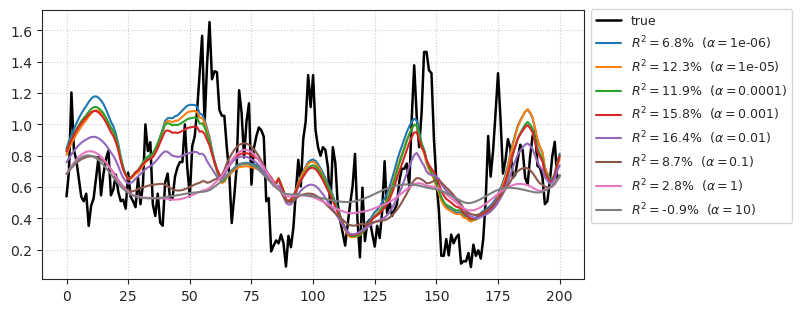 true
R² = 6.8% (α = 1e-06)
R² = 12.3% (α = 1e-05)
R² = 11.9% (α = 0.0001)
R² = 15.8% (α = 0.001)
R² = 16.4% (α = 0.01)
R² = 8.7% (α = 0.1)
R² = 2.8% (α = 1)
R² = -0.9% (α = 10)
1.6
1.4
1.2
1.0
0.8
0.6
0.4
0.2
0 25 50 75 100 125 150 175 200